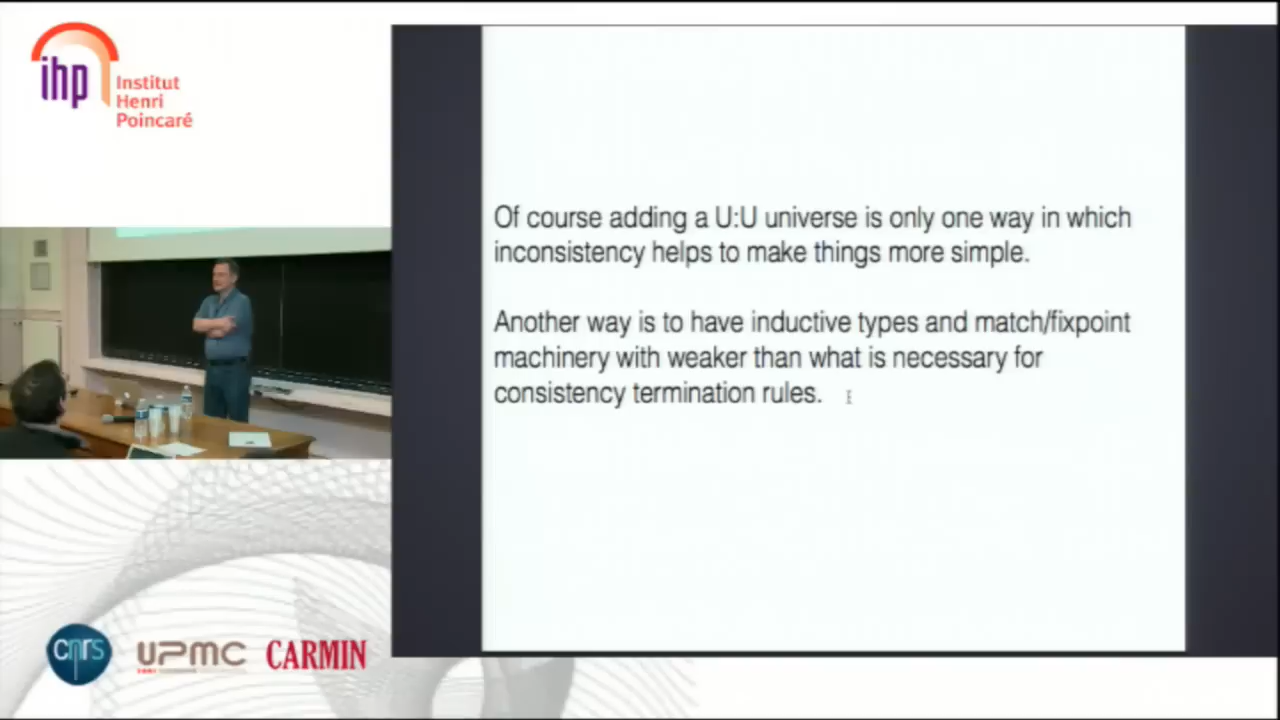 ihp
Institut
Henri
Poincaré
Of course adding a U:U universe is only one way in which
inconsistency helps to make things more simple.
Another way is to have inductive types and match/fixpoint
machinery with weaker than what is necessary for
consistency termination rules.
cnrs
UPMC
CARMIN